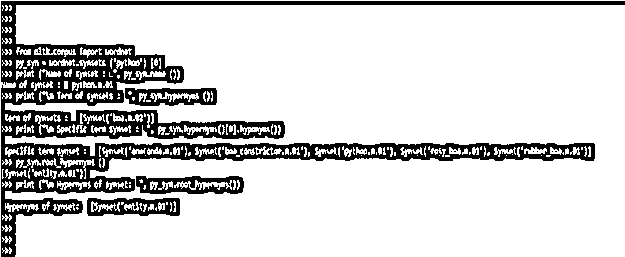 >>>
>>>
>>>
>>>
>>> from nltk.corpus import wordnet
>>> py_syn = wordnet.synsets ('python') [0]
>>> print ("Name of synset : ", py_syn.name ())
Name of synset : python.n.01
>>> print ("\n Term of synsets : ", py_syn.hypernyms ())
Term of synsets : [Synset('boa.n.02')]
>>> print ("\n Specific term synset : ", py_syn.hypernyms()[0].hyponyms())
Specific term synset : [Synset('anaconda.n.01'), Synset('boa_constrictor.n.01'), Synset('python.n.01'), Synset('rosy_boa.n.01'), Synset('rubber_boa.n.01')]
>>> py_syn.root_hypernyms ()
[Synset('entity.n.01')]
>>> print ("\n Hypernyms of synset: ", py_syn.root_hypernyms())
Hypernyms of synset: [Synset('entity.n.01')]
>>>
>>>
>>>
>>>